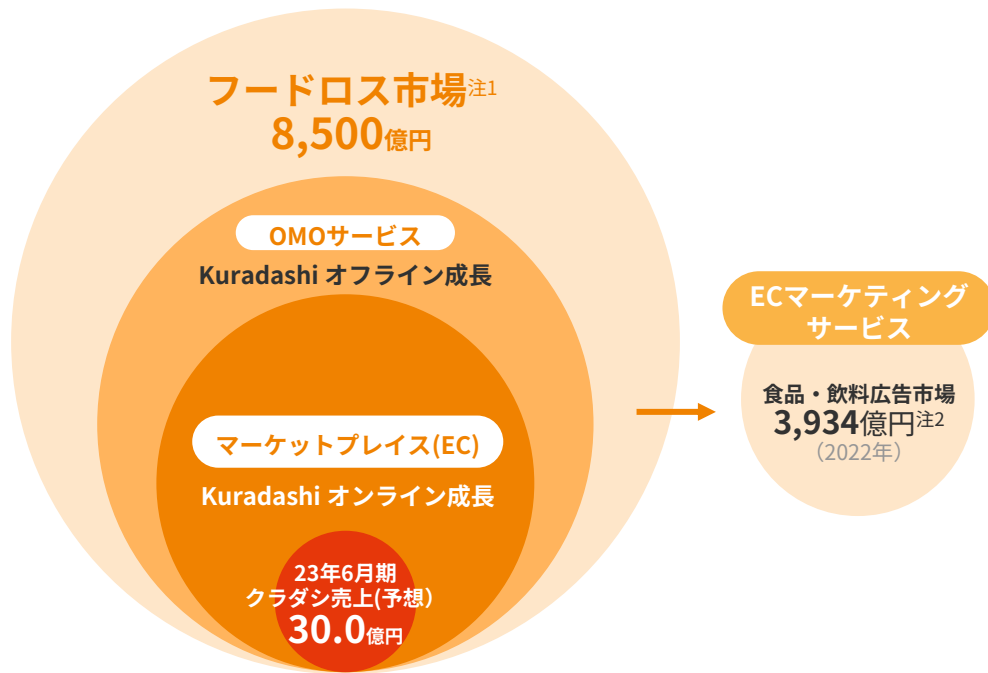 フードロス市場注1
8,500億円
OMOサービス
Kuradashi オフライン成長
マーケットプレイス(EC)
Kuradashi オンライン成長
23年6月期
クラダシ売上(予想）
30.0億円
ECマーケティング
サービス
食品・飲料広告市場
3,934億円注2
（2022年）